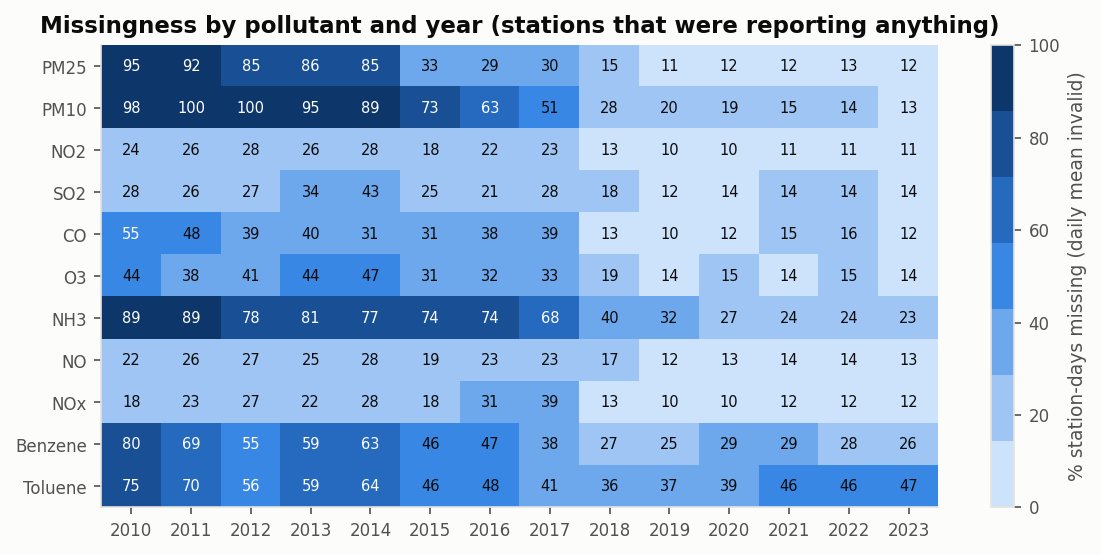 Missingness by pollutant and year (stations that were reporting anything)
PM25 95 92 85 86 85 33 29 30 15 11 12 12 13 12
PM10 98 100 100 95 89 73 63 51 28 20 19 15 14 13
NO2 24 26 28 26 28 18 22 23 13 10 10 11 11 11
SO2 28 26 27 34 43 25 21 28 18 12 14 14 14 14
CO 55 48 39 40 31 31 38 39 13 10 12 15 16 12
O3 44 38 41 44 47 31 32 33 19 14 15 14 15 14
NH3 89 89 78 81 77 74 74 68 40 32 27 24 24 23
NO 22 26 27 25 28 19 23 23 17 12 13 14 14 13
NOx 18 23 27 22 28 18 31 39 13 10 10 12 12 12
Benzene 80 69 55 59 63 46 47 38 27 25 29 29 28 26
Toluene 75 70 56 59 64 46 48 41 36 37 39 46 46 47
2010 2011 2012 2013 2014 2015 2016 2017 2018 2019 2020 2021 2022 2023
100
80
60
40
20
0
% station-days missing (daily mean invalid)